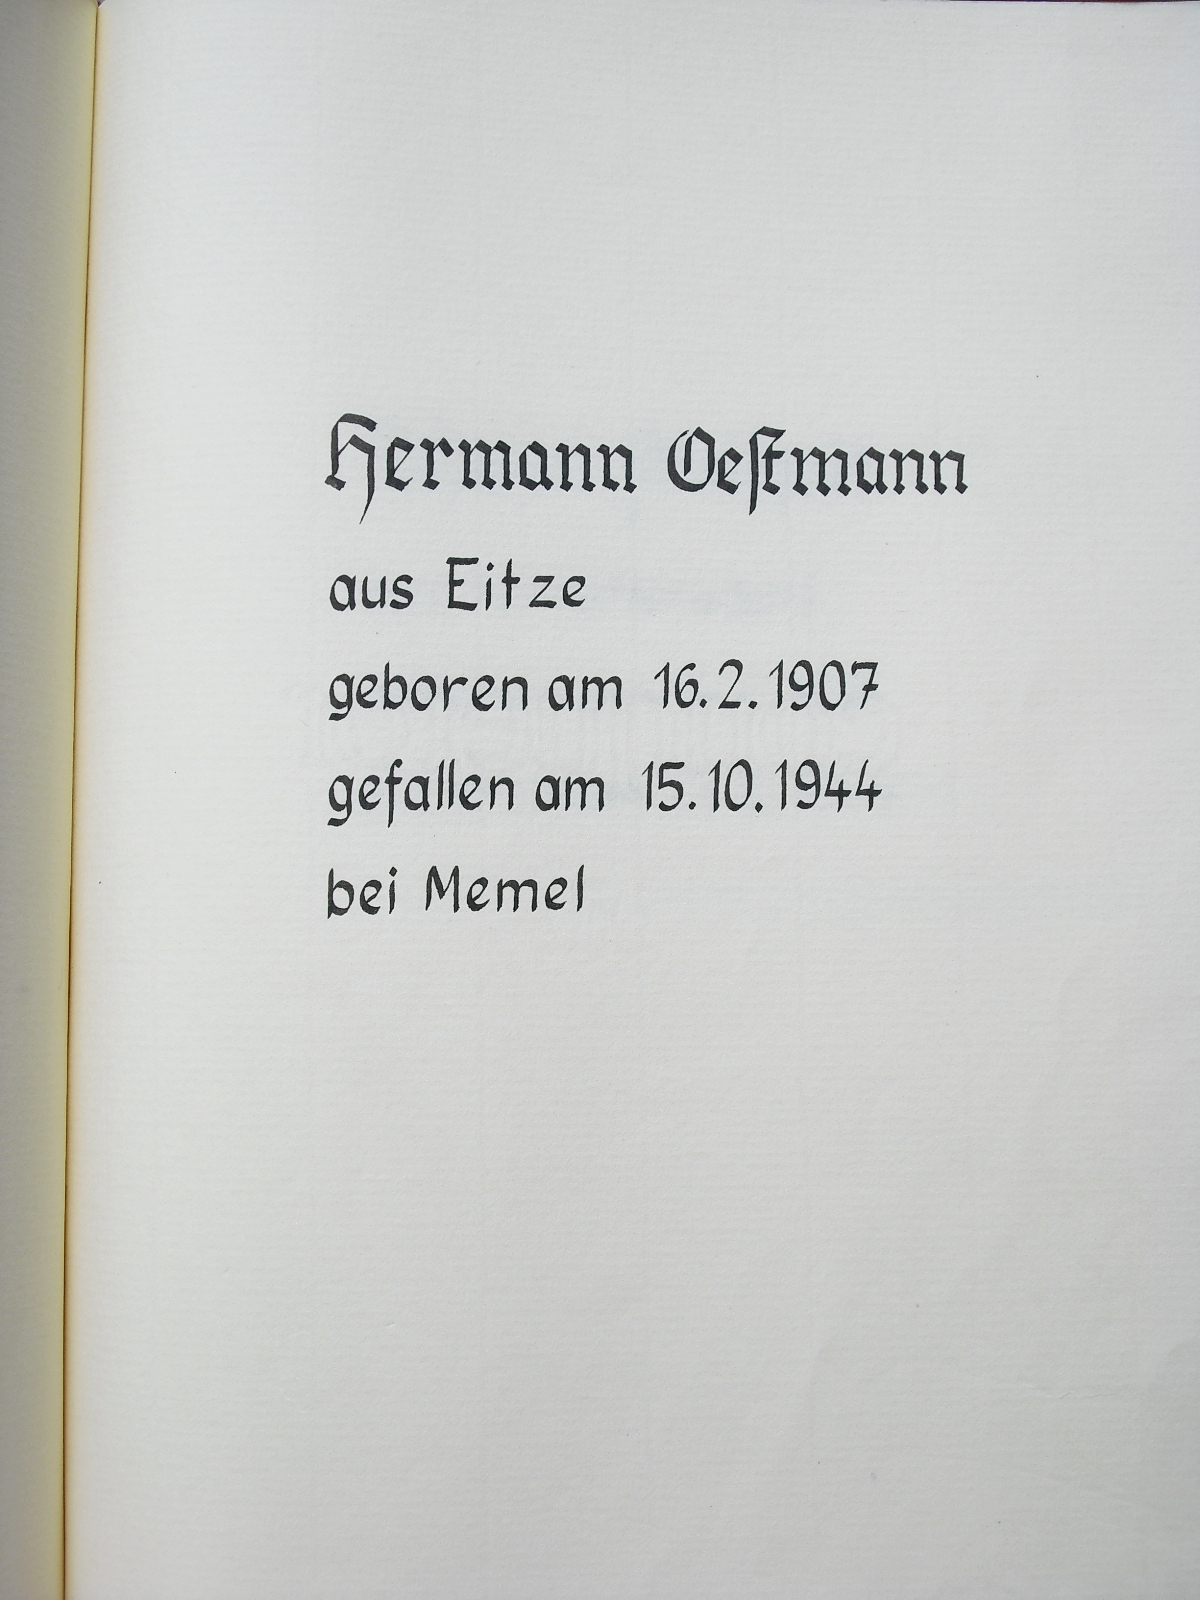 Hermann Oestmann
aus Eitze
geboren am 16.2.1907
gefallen am 15.10.1944
bei Memel